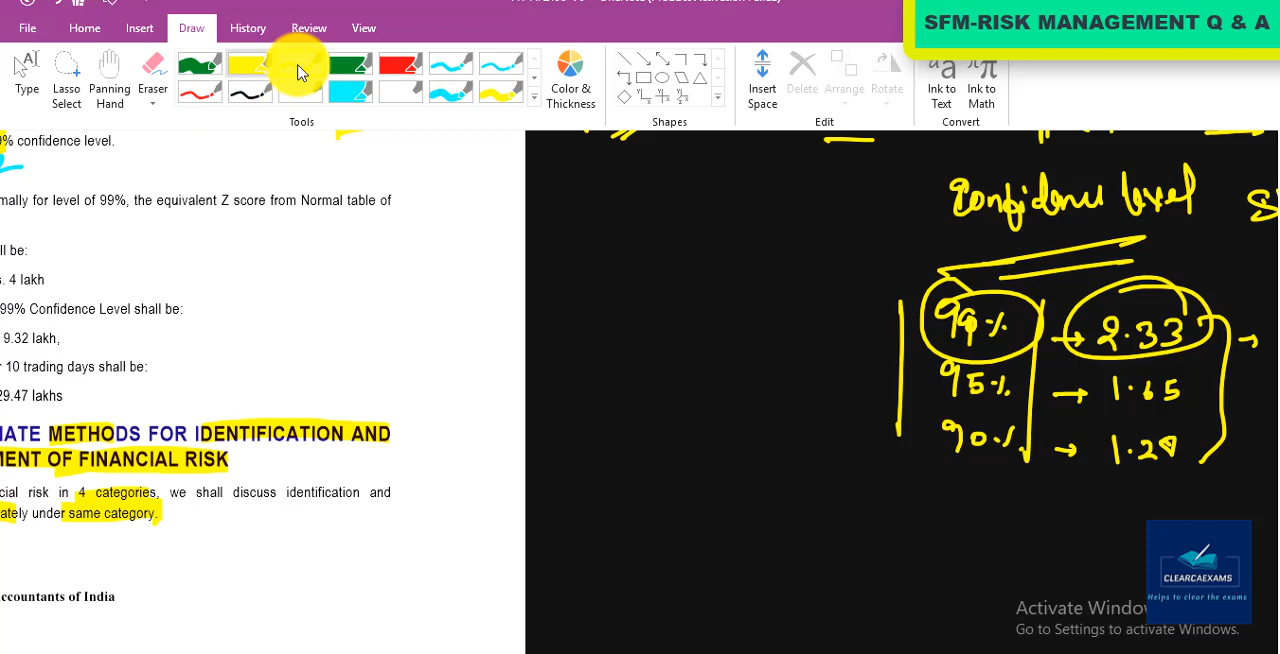 SFM-RISK MANAGEMENT Q & A
File Home Insert Draw History Review View
Type
Lasso Select
Panning Hand
Eraser
Color & Thickness
Insert Space
Delete
Arrange
Rotate
Ink to Text
Ink to Math
Tools
Shapes
Edit
Convert
9% confidence level.
mally for level of 99%, the equivalent Z score from Normal table of
ll be:
s. 4 lakh
99% Confidence Level shall be:
9.32 lakh,
r 10 trading days shall be:
29.47 lakhs
IATE METHODS FOR IDENTIFICATION AND
MENT OF FINANCIAL RISK
cial risk in 4 categories, we shall discuss identification and
ately under same category.
ccountants of India
Confidence level
99% → 2.33 →
95% → 1.65
90% → 1.28
CLEARCAEXAMS
Helps to clear the exams
Activate Windo
Go to Settings to activate Windows.